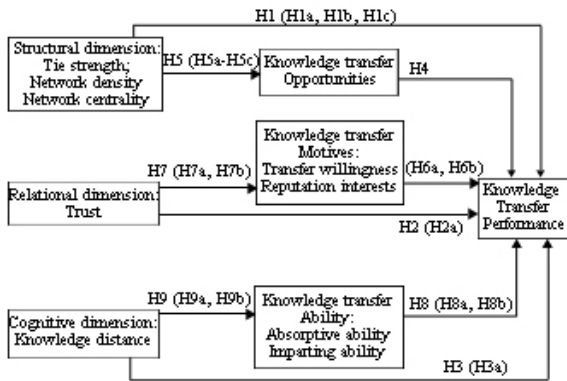 H1 (H1a, H1b, H1c)
Structural dimension:
Tie strength;
Network density
Network centrality
H5 (H5a-H5c)
Knowledge transfer
Opportunities
H4
Knowledge transfer
Motives:
Transfer willingness
Reputation interests
H7 (H7a, H7b)
(H6a, H6b)
Relational dimension:
Trust
H2 (H2a)
Knowledge
Transfer
Performance
H9 (H9a, H9b)
Knowledge transfer
Ability:
Absorptive ability
Imparting ability
H8 (H8a, H8b)
Cognitive dimension:
Knowledge distance
H3 (H3a)